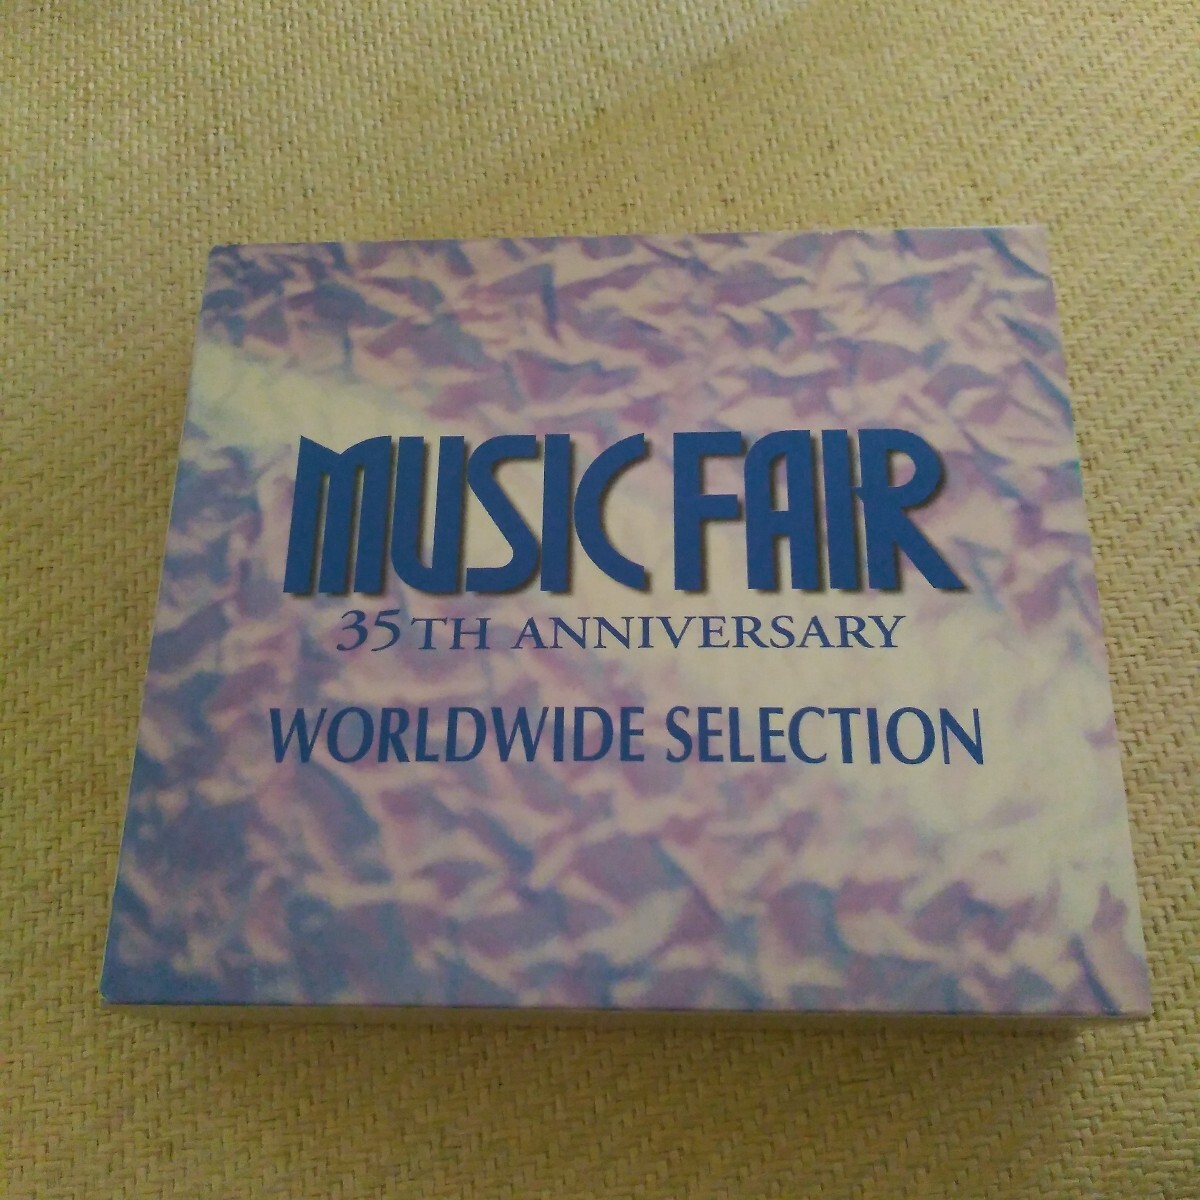 MUSIC FAIR
35TH ANNIVERSARY
WORLDWIDE SELECTION